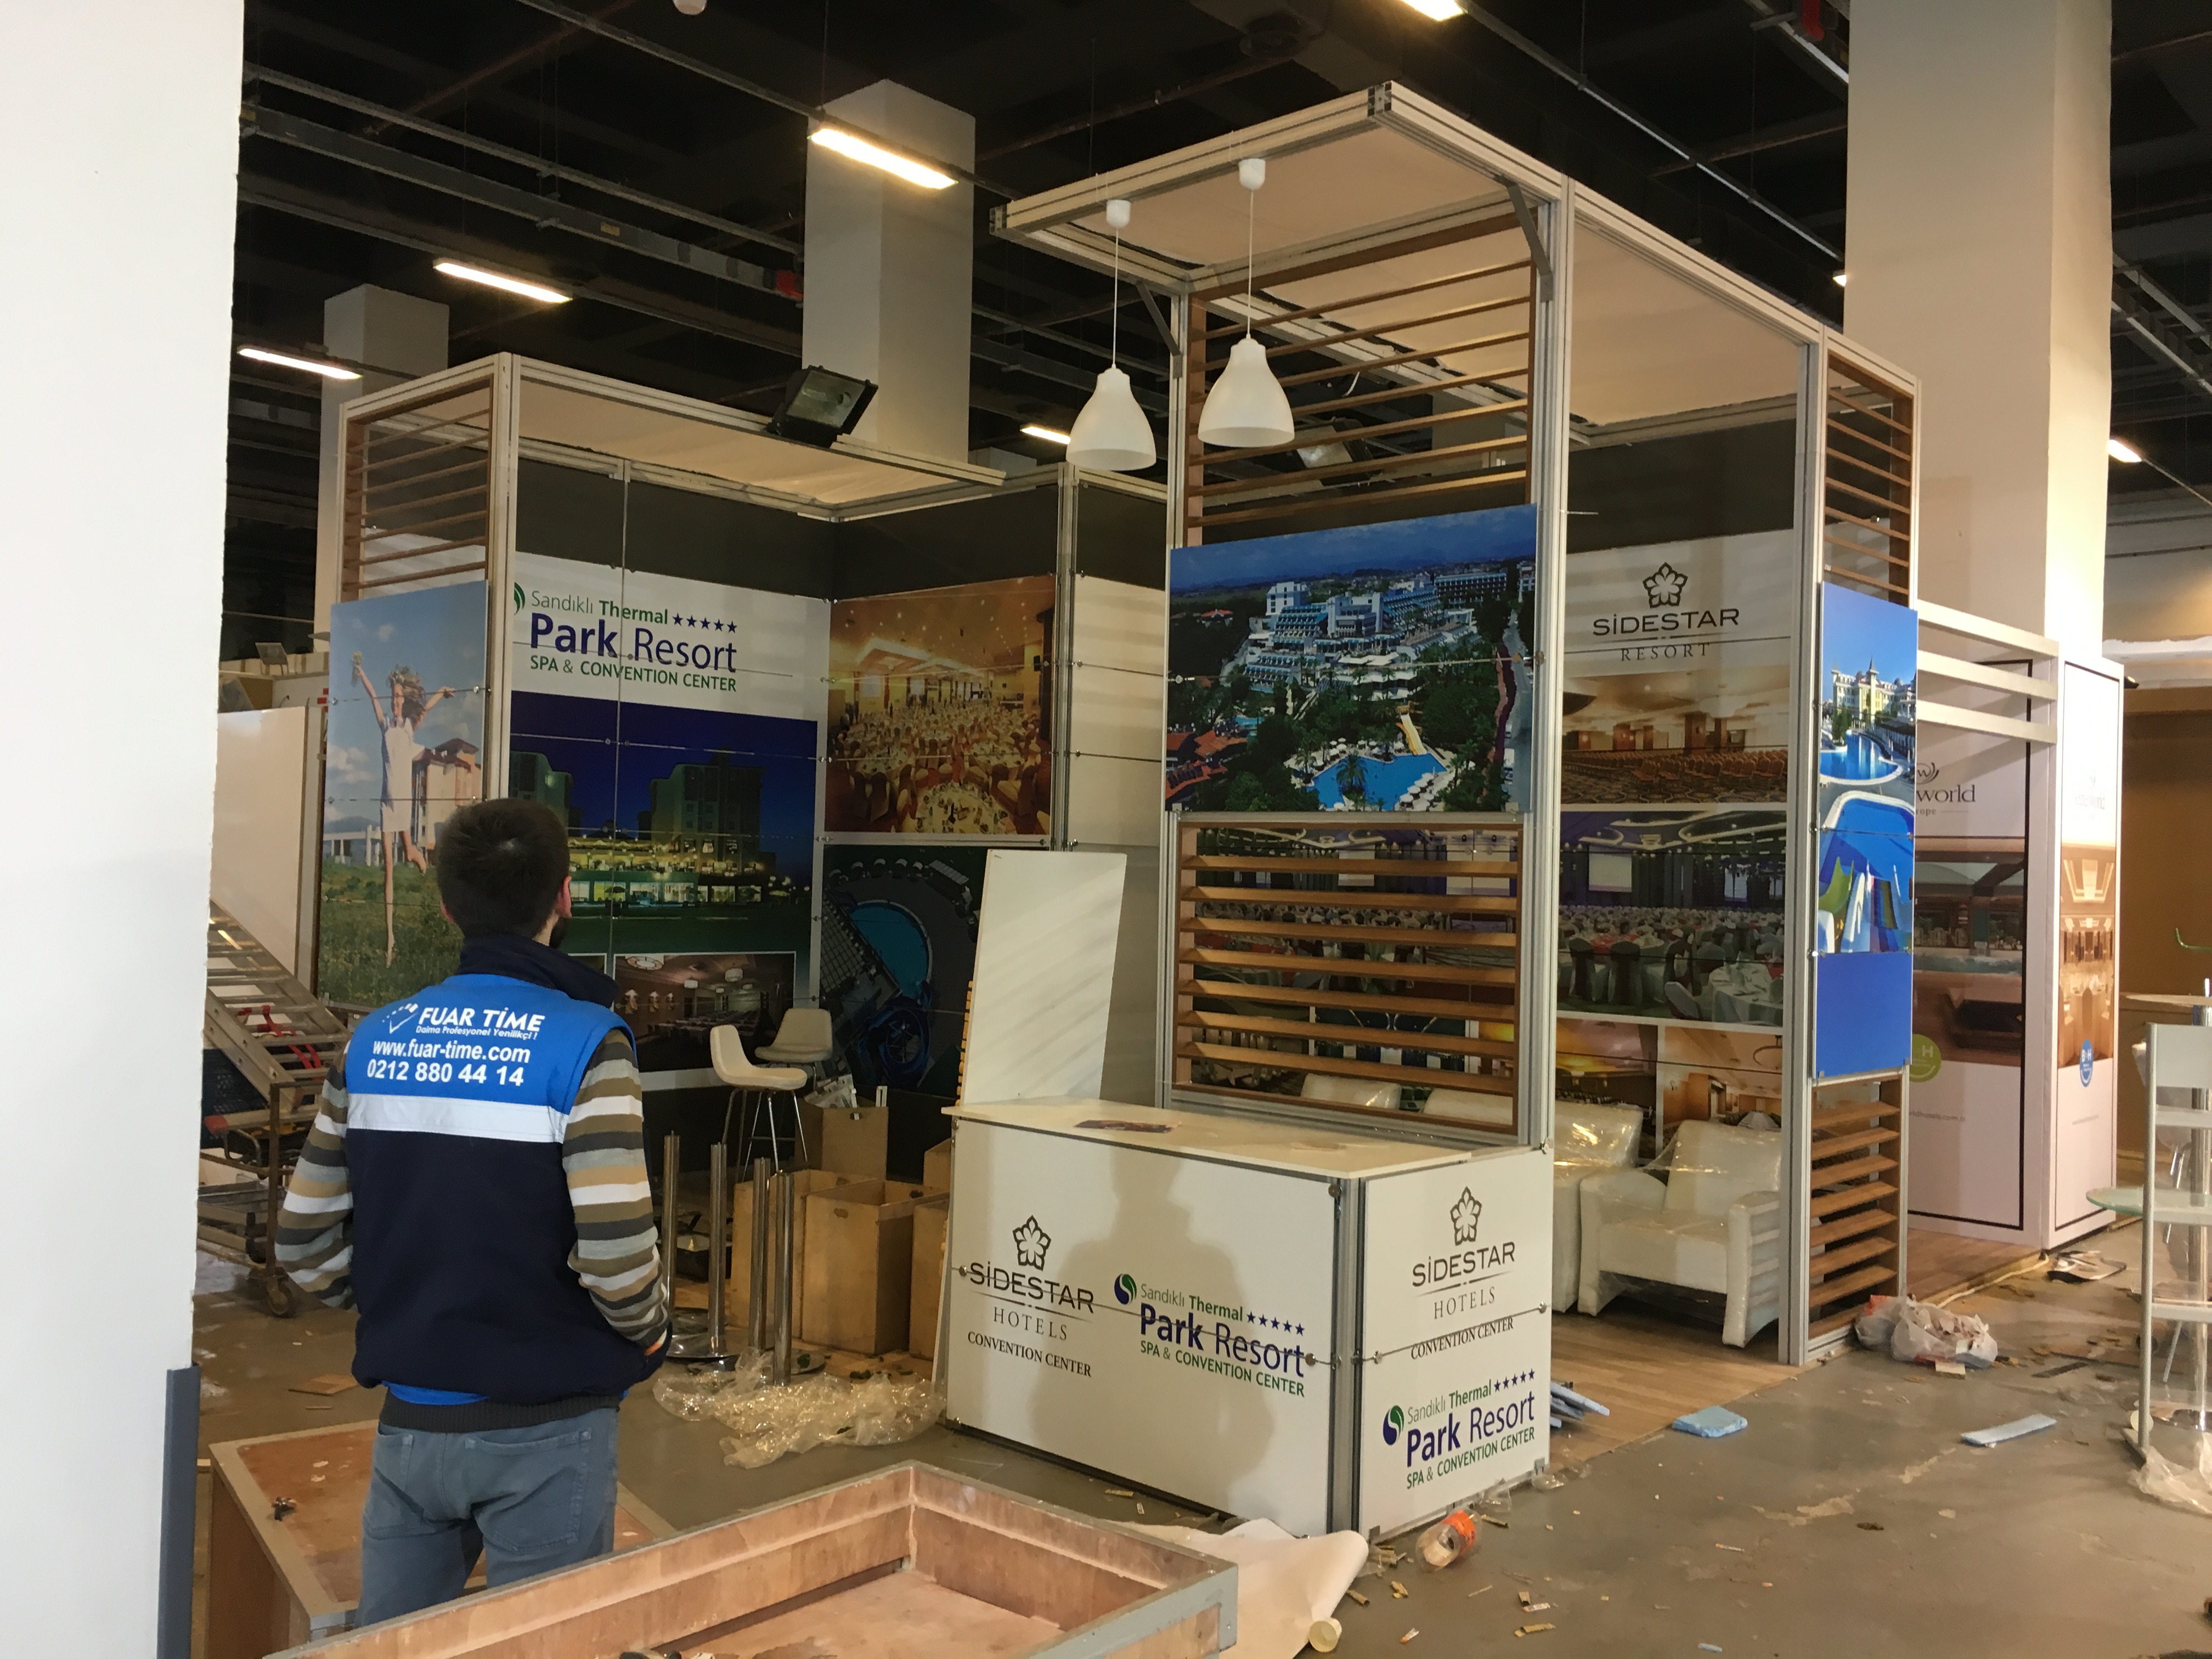 Sandıklı Thermal ★★★★★
Park Resort
SPA & CONVENTION CENTER
SİDESTAR
RESORT
world
FUAR TİME
Daima Profesyonel Yenilikçi !
www.fuar-time.com
0212 880 44 14
SİDESTAR
HOTELS
CONVENTION CENTER
Sandıklı Thermal ★★★★★
Park Resort
SPA & CONVENTION CENTER
SİDESTAR
HOTELS
CONVENTION CENTER
Sandıklı Thermal ★★★★★
Park Resort
SPA & CONVENTION CENTER